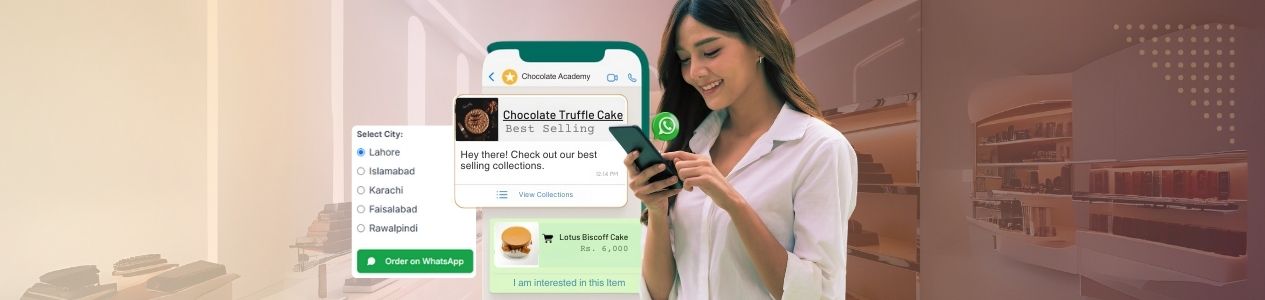 Select City:
Lahore
Islamabad
Karachi
Faisalabad
Rawalpindi
Order on WhatsApp
Chocolate Academy
Chocolate Truffle Cake
Best Selling
Hey there! Check out our best
selling collections.
12:14 PM
View Collections
Lotus Biscoff Cake
Rs. 6,000
I am interested in this Item